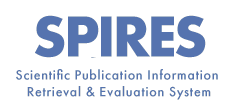 SPIRES
Scientific Publication Information
Retrieval & Evaluation System